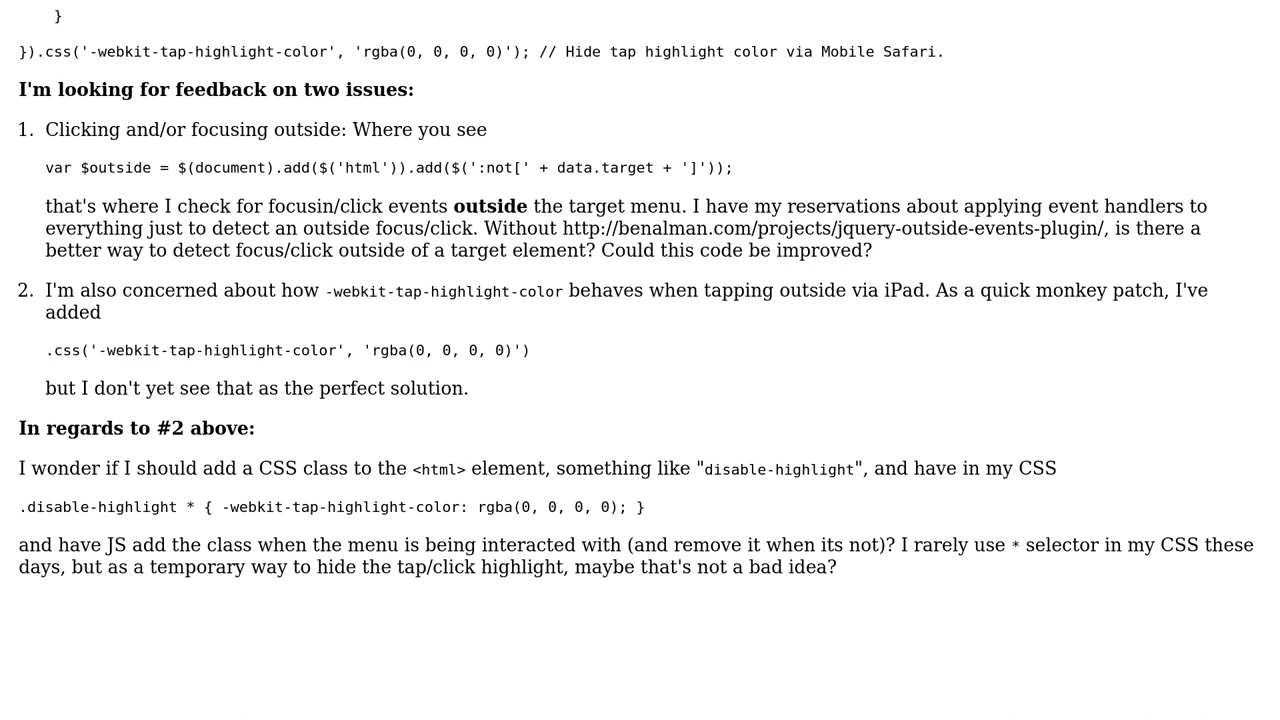 }
}).css('-webkit-tap-highlight-color', 'rgba(0, 0, 0, 0)'); // Hide tap highlight color via Mobile Safari.
I'm looking for feedback on two issues:
1. Clicking and/or focusing outside: Where you see
var $outside = $(document).add($('html')).add($(':not[' + data.target + ']'));
that's where I check for focusin/click events outside the target menu. I have my reservations about applying event handlers to
everything just to detect an outside focus/click. Without http://benalman.com/projects/jquery-outside-events-plugin/, is there a
better way to detect focus/click outside of a target element? Could this code be improved?
2. I'm also concerned about how -webkit-tap-highlight-color behaves when tapping outside via iPad. As a quick monkey patch, I've
added
.css('-webkit-tap-highlight-color', 'rgba(0, 0, 0, 0)')
but I don't yet see that as the perfect solution.
In regards to #2 above:
I wonder if I should add a CSS class to the <html> element, something like "disable-highlight", and have in my CSS
.disable-highlight * { -webkit-tap-highlight-color: rgba(0, 0, 0, 0); }
and have JS add the class when the menu is being interacted with (and remove it when its not)? I rarely use * selector in my CSS these
days, but as a temporary way to hide the tap/click highlight, maybe that's not a bad idea?